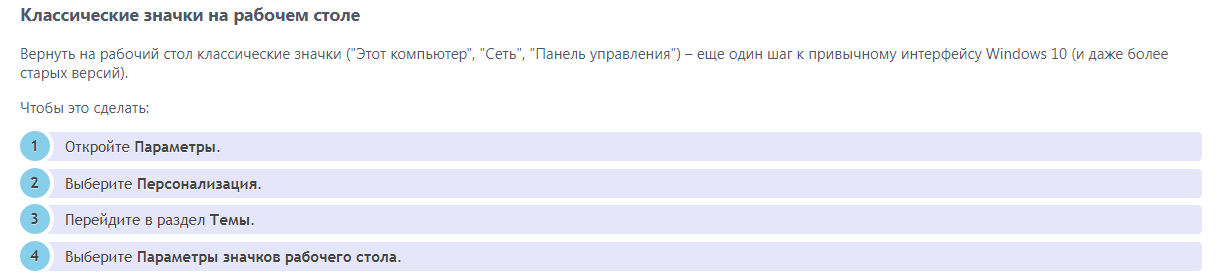 Классические значки на рабочем столе
Вернуть на рабочий стол классические значки ("Этот компьютер", "Сеть", "Панель управления") – еще один шаг к привычному интерфейсу Windows 10 (и даже более
старых версий).
Чтобы это сделать:
1 Откройте Параметры.
2 Выберите Персонализация.
3 Перейдите в раздел Темы.
4 Выберите Параметры значков рабочего стола.